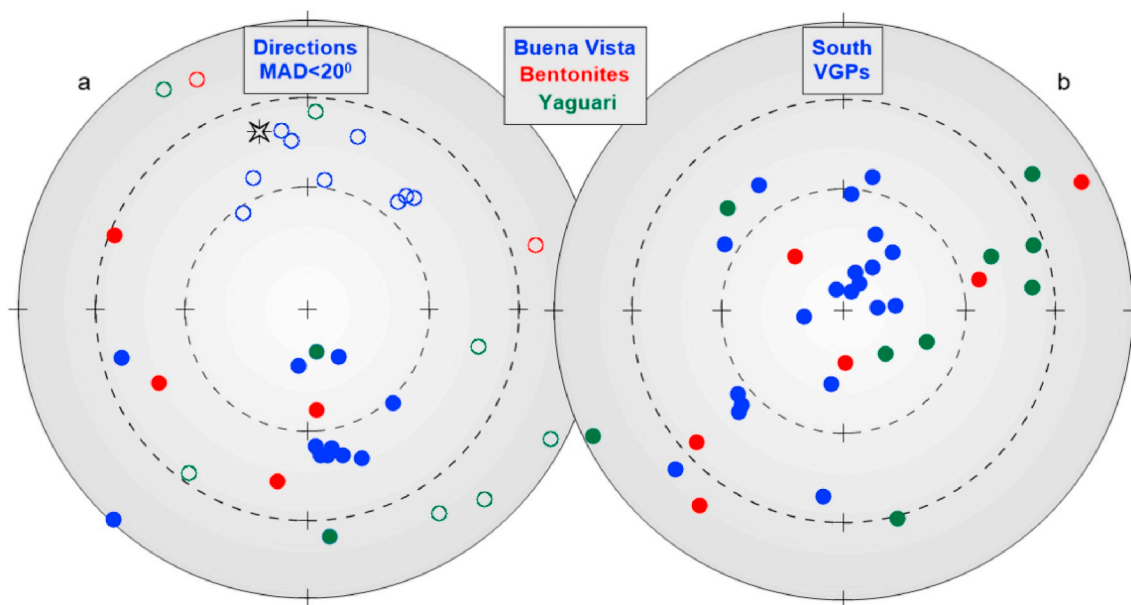 a
Directions
MAD<20⁰
Buena Vista
Bentonites
Yaguari
South
VGPs
b